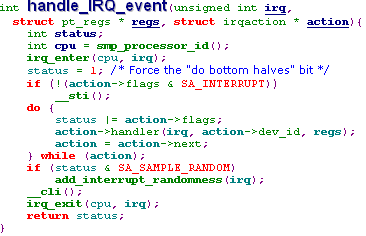 int handle_IRQ_event(unsigned int irq,
struct pt_regs * regs, struct irqaction * action){
int status;
int cpu = smp_processor_id();
irq_enter(cpu, irq);
status = 1; /* Force the "do bottom halves" bit */
if (!(action->flags & SA_INTERRUPT))
__sti();
do {
status |= action->flags;
action->handler(irq, action->dev_id, regs);
action = action->next;
} while (action);
if (status & SA_SAMPLE_RANDOM)
add_interrupt_randomness(irq);
__cli();
irq_exit(cpu, irq);
return status;
}